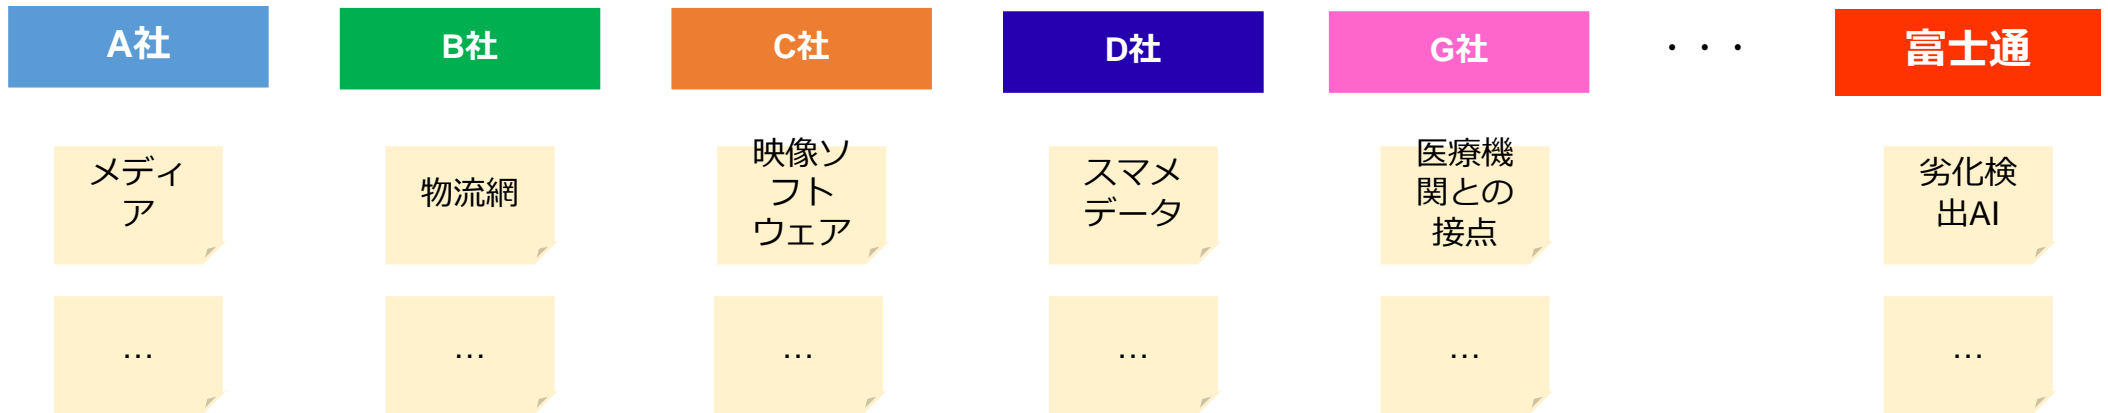 A社
B社
C社
D社
G社
・・・
富士通
メディ
ア
物流網
映像ソ
フト
ウェア
スマメ
データ
医療機
関との
接点
劣化検
出AI
…
…
…
…
…
…